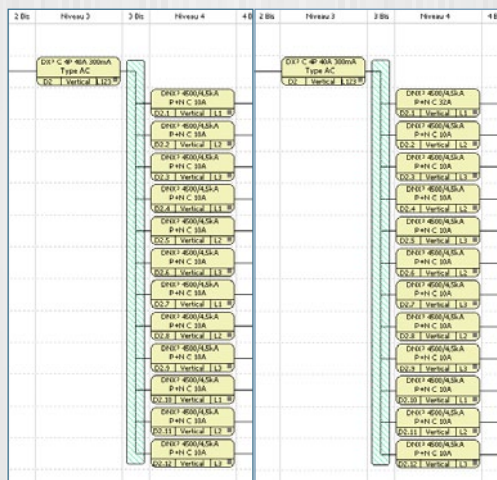 2 Bis Niveau 3 3 Bis Niveau 4 4 B
DX³ C 4P 40A 300mA
Type AC
D2 Vertical L123
DNX³ 4500/4,5kA
P+N C 10A
D2.1 Vertical L1
DNX³ 4500/4,5kA
P+N C 10A
D2.2 Vertical L2
DNX³ 4500/4,5kA
P+N C 10A
D2.3 Vertical L3
DNX³ 4500/4,5kA
P+N C 10A
D2.4 Vertical L1
DNX³ 4500/4,5kA
P+N C 10A
D2.5 Vertical L2
DNX³ 4500/4,5kA
P+N C 10A
D2.6 Vertical L3
DNX³ 4500/4,5kA
P+N C 10A
D2.7 Vertical L1
DNX³ 4500/4,5kA
P+N C 10A
D2.8 Vertical L2
DNX³ 4500/4,5kA
P+N C 10A
D2.9 Vertical L3
DNX³ 4500/4,5kA
P+N C 10A
D2.10 Vertical L1
DNX³ 4500/4,5kA
P+N C 10A
D2.11 Vertical L2
DNX³ 4500/4,5kA
P+N C 10A
D2.12 Vertical L3
2 Bis Niveau 3 3 Bis Niveau 4 4 B
DX³ C 4P 40A 300mA
Type AC
D2 Vertical L123
DNX³ 4500/4,5kA
P+N C 32A
D2.1 Vertical L1
DNX³ 4500/4,5kA
P+N C 10A
D2.2 Vertical L2
DNX³ 4500/4,5kA
P+N C 10A
D2.3 Vertical L3
DNX³ 4500/4,5kA
P+N C 10A
D2.4 Vertical L2
DNX³ 4500/4,5kA
P+N C 10A
D2.5 Vertical L3
DNX³ 4500/4,5kA
P+N C 10A
D2.6 Vertical L2
DNX³ 4500/4,5kA
P+N C 10A
D2.7 Vertical L3
DNX³ 4500/4,5kA
P+N C 10A
D2.8 Vertical L2
DNX³ 4500/4,5kA
P+N C 10A
D2.9 Vertical L3
DNX³ 4500/4,5kA
P+N C 10A
D2.10 Vertical L1
DNX³ 4500/4,5kA
P+N C 10A
D2.11 Vertical L2
DNX³ 4500/4,5kA
P+N C 10A
D2.12 Vertical L3